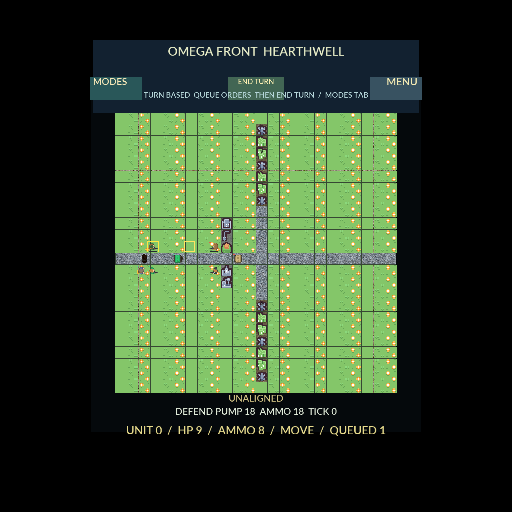 OMEGA FRONT HEARTHWELL
MODES
END TURN
MENU
TURN BASED QUEUE ORDERS THEN END TURN / MODES TAB
UNALIGNED
DEFEND PUMP 18 AMMO 18 TICK 0
UNIT 0 / HP 9 / AMMO 8 / MOVE / QUEUED 1